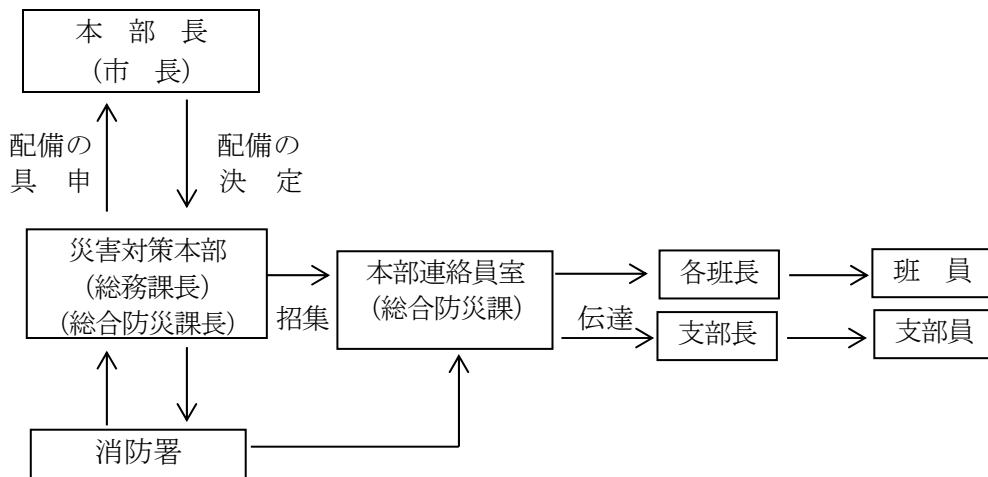 本 部 長
(市 長)
配備の
具 申
配備の
決 定
災害対策本部
(総務課長)
(総合防災課長)
招集
本部連絡員室
(総合防災課)
伝達
各班長
班 員
支部長
支部員
消防署